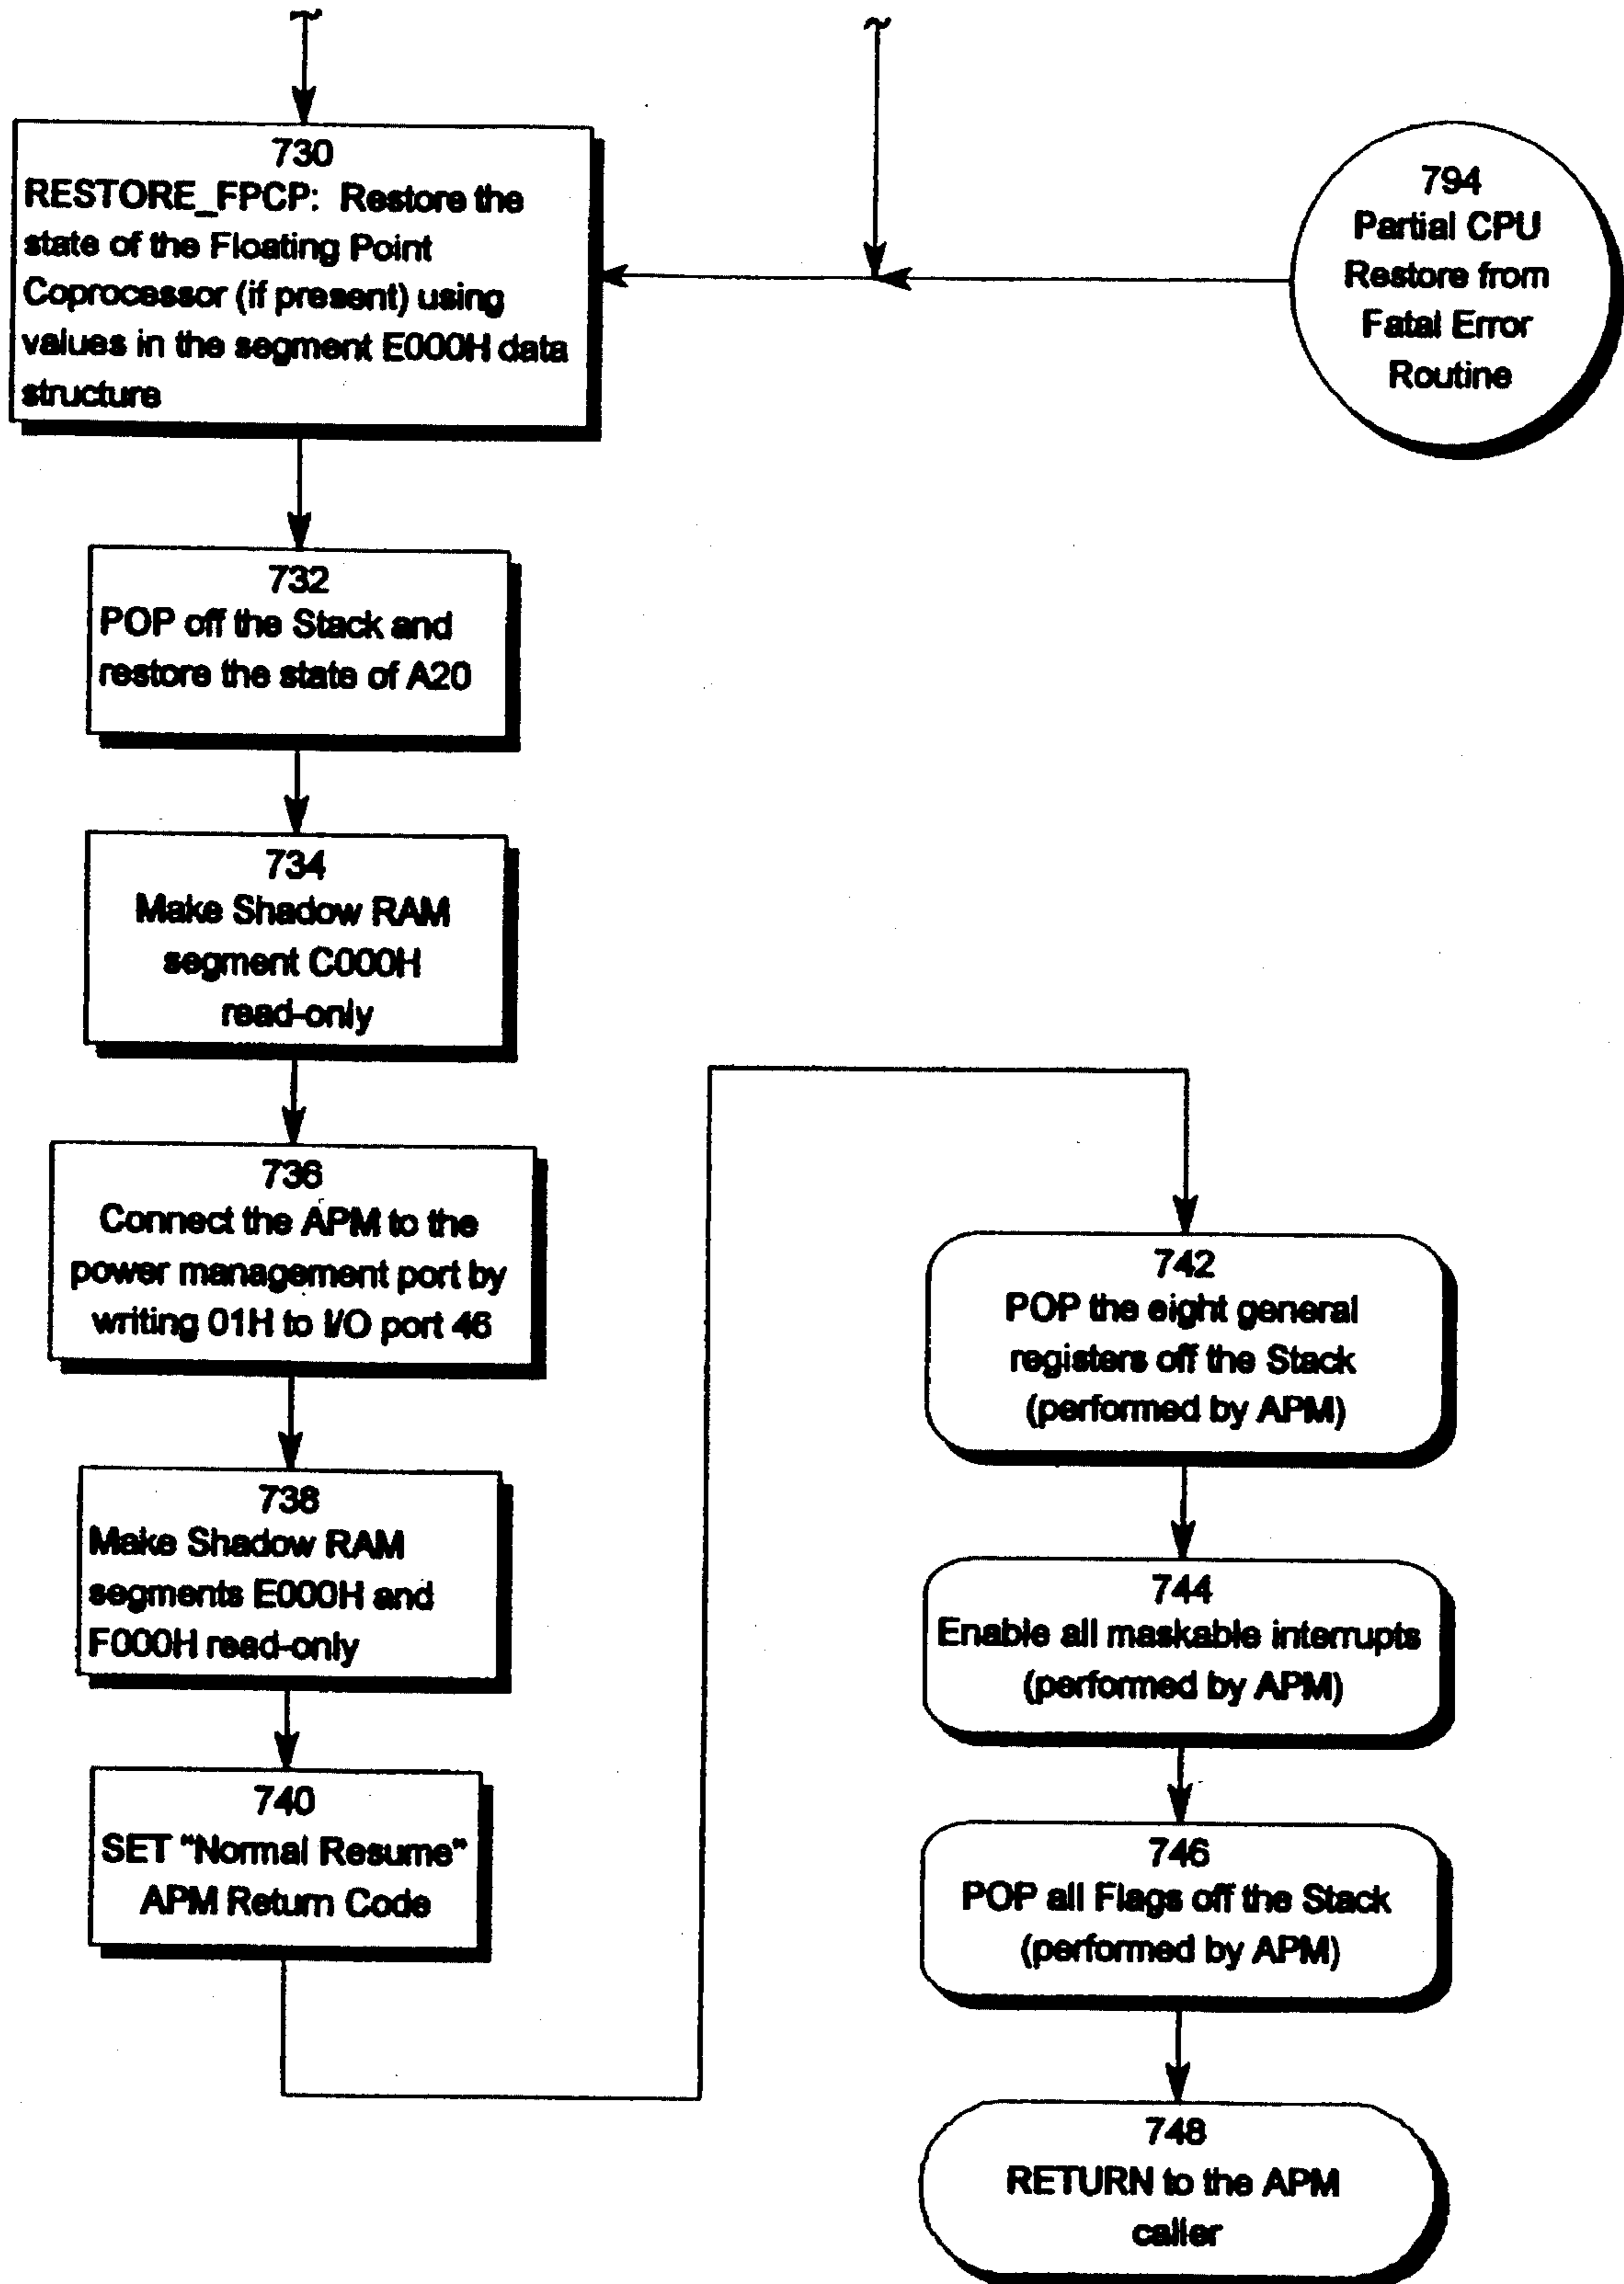 730
RESTORE_FPCP: Restore the
state of the Floating Point
Coprocessor (if present) using
values in the segment E000H data
structure
794
Partial CPU
Restore from
Fatal Error
Routine
732
POP off the Stack and
restore the state of A20
734
Make Shadow RAM
segment C000H
read-only
736
Connect the APM to the
power management port by
writing 01H to I/O port 46
738
Make Shadow RAM
segments E000H and
F000H read-only
740
SET "Normal Resume"
APM Return Code
742
POP the eight general
registers off the Stack
(performed by APM)
744
Enable all maskable interrupts
(performed by APM)
746
POP all Flags off the Stack
(performed by APM)
748
RETURN to the APM
caller